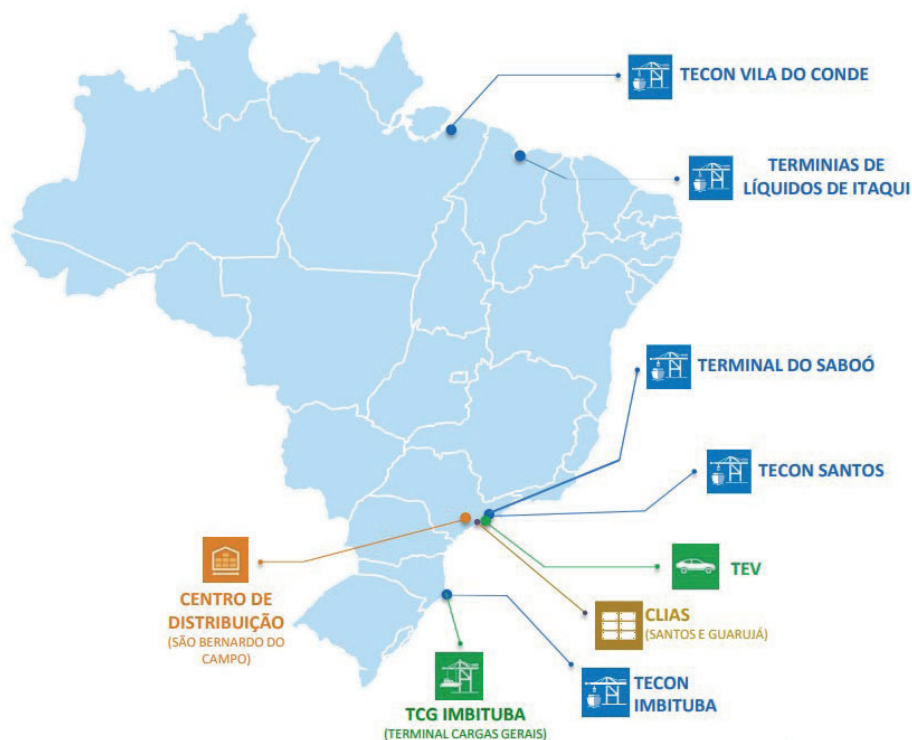 TECON VILA DO CONDE
TERMINIAS DE
LÍQUIDOS DE ITAQUI
TERMINAL DO SABOÓ
TECON SANTOS
TEV
CLIAS
(SANTOS E GUARUJÁ)
CENTRO DE
DISTRIBUIÇÃO
(SÃO BERNARDO DO
CAMPO)
TECON
IMBITUBA
TCG IMBITUBA
(TERMINAL CARGAS GERAIS)